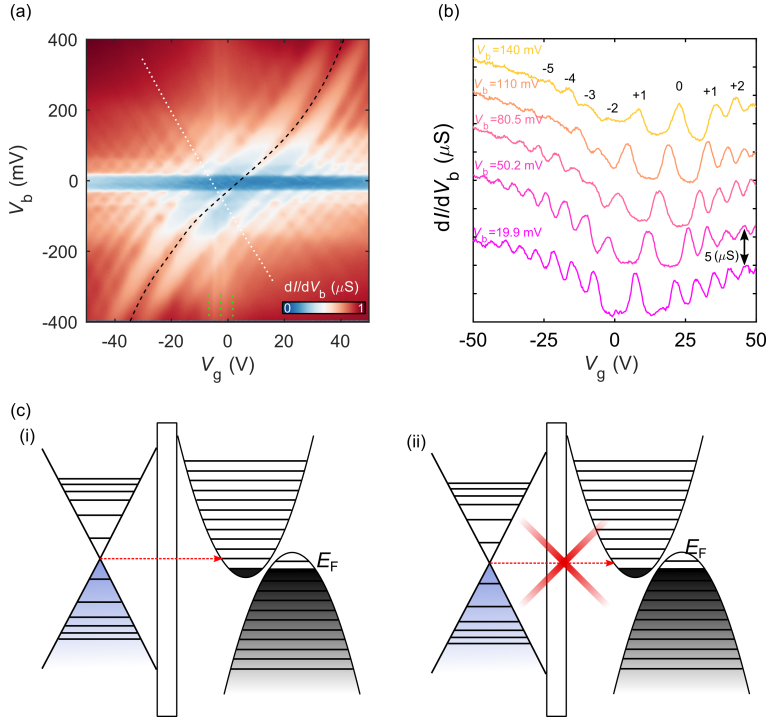 (a)
400
200
0
-200
-400
V_b (mV)
dI/dV_b (μS)
0 1
-40 -20 0 20 40
V_g (V)
(b)
V_b=140 mV
-5 -4 -3 -2 +1 0 +1 +2
V_b=110 mV
V_b=80.5 mV
V_b=50.2 mV
V_b=19.9 mV
5 (μS)
dI/dV_b (μS)
-50 -25 0 25 50
V_g (V)
(c)
(i)
E_F
(ii)
E_F